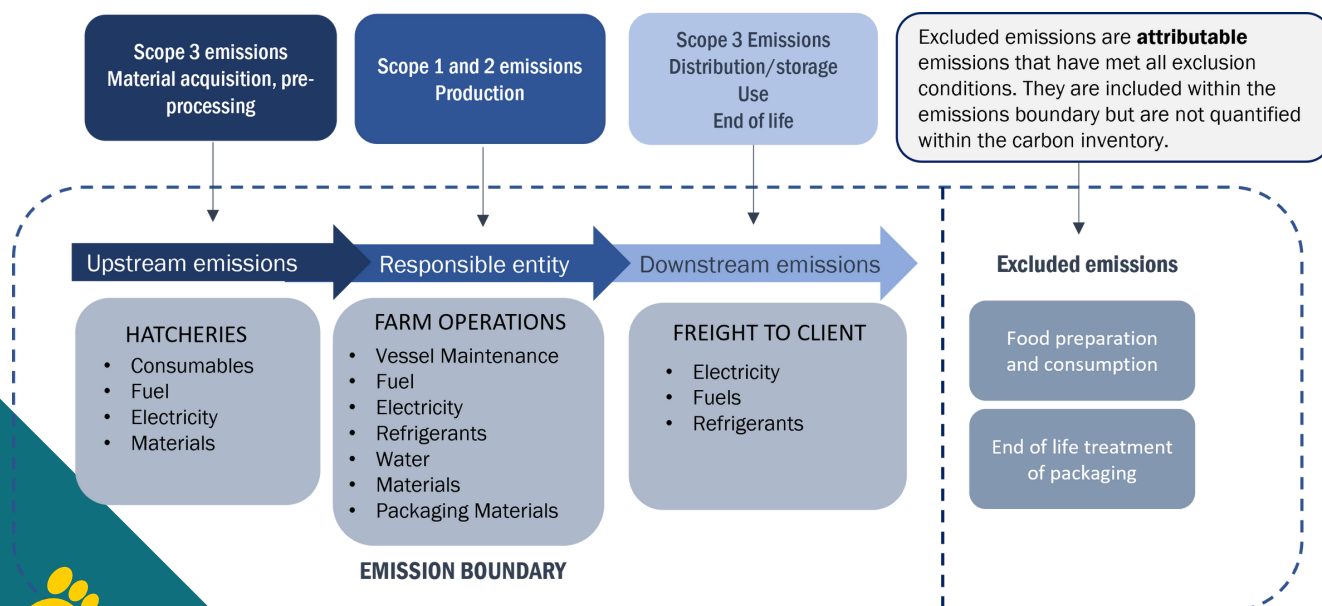 Scope 3 emissions
Material acquisition, pre-
processing
Scope 1 and 2 emissions
Production
Scope 3 Emissions
Distribution/storage
Use
End of life
Excluded emissions are attributable
emissions that have met all exclusion
conditions. They are included within the
emissions boundary but are not quantified
within the carbon inventory.
Upstream emissions
Responsible entity
Downstream emissions
Excluded emissions
HATCHERIES
• Consumables
• Fuel
• Electricity
• Materials
FARM OPERATIONS
• Vessel Maintenance
• Fuel
• Electricity
• Refrigerants
• Water
• Materials
• Packaging Materials
FREIGHT TO CLIENT
• Electricity
• Fuels
• Refrigerants
Food preparation
and consumption
End of life treatment
of packaging
EMISSION BOUNDARY